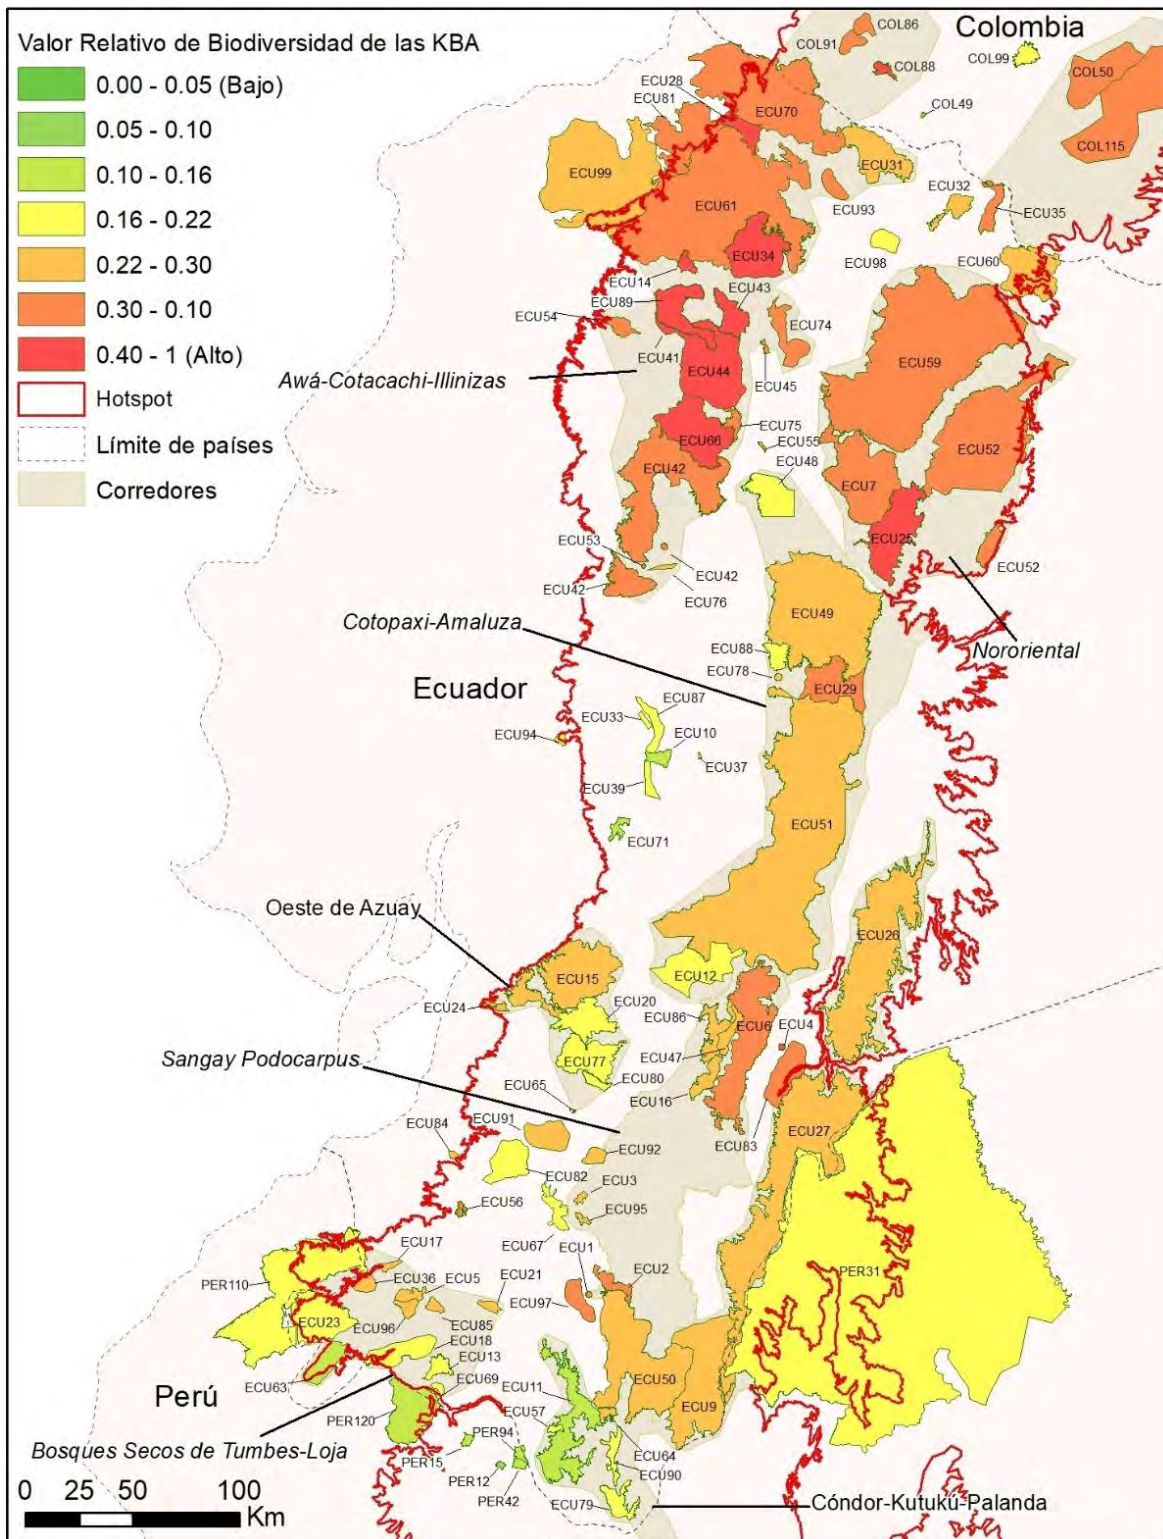 Valor Relativo de Biodiversidad de las KBA
0.00 - 0.05 (Bajo)
0.05 - 0.10
0.10 - 0.16
0.16 - 0.22
0.22 - 0.30
0.30 - 0.10
0.40 - 1 (Alto)
Hotspot
Límite de países
Corredores
Colombia
COL86
COL91
COL99
COL88
COL50
COL49
COL115
ECU28
ECU81
ECU70
ECU99
ECU31
ECU32
ECU61
ECU93
ECU35
ECU34
ECU98
ECU60
ECU14
ECU43
ECU89
ECU54
ECU74
ECU41
ECU59
ECU44
ECU45
Awá-Cotacachi-Illinizas
ECU75
ECU66
ECU55
ECU52
ECU48
ECU42
ECU7
ECU25
ECU53
ECU42
ECU52
ECU42
ECU76
ECU49
Cotopaxi-Amaluza
ECU88
Nororiental
ECU78
Ecuador
ECU29
ECU87
ECU33
ECU94
ECU10
ECU37
ECU39
ECU51
ECU71
Oeste de Azuay
ECU26
ECU15
ECU12
ECU24
ECU20
ECU86
ECU6
ECU4
Sangay Podocarpus
ECU47
ECU77
ECU80
ECU65
ECU16
ECU91
ECU84
ECU27
ECU83
ECU92
ECU82
ECU3
ECU56
ECU95
ECU67
ECU17
ECU1
ECU2
PER110
ECU36
ECU5
ECU21
PER31
ECU97
ECU23
ECU96
ECU85
ECU18
ECU13
ECU63
ECU69
ECU11
ECU50
Perú
ECU9
ECU57
PER120
PER94
Bosques Secos de Tumbes-Loja
PER15
ECU64
PER12
ECU90
PER42
ECU79
Cóndor-Kutukú-Palanda
0 25 50 100
Km